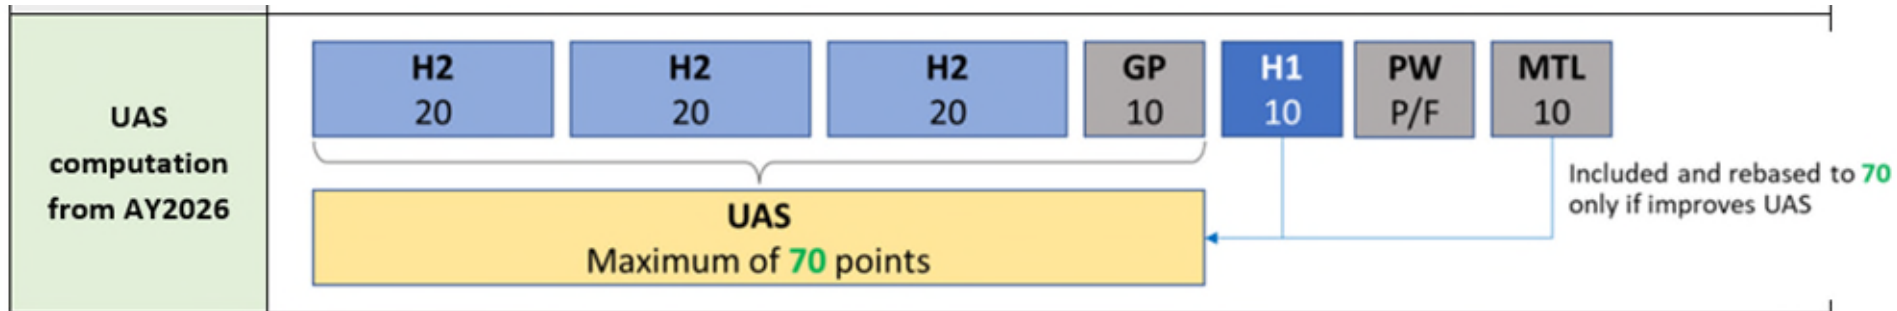 UAS
computation
from AY2026
H2
20
H2
20
H2
20
GP
10
H1
10
PW
P/F
MTL
10
Included and rebased to 70
only if improves UAS
UAS
Maximum of 70 points